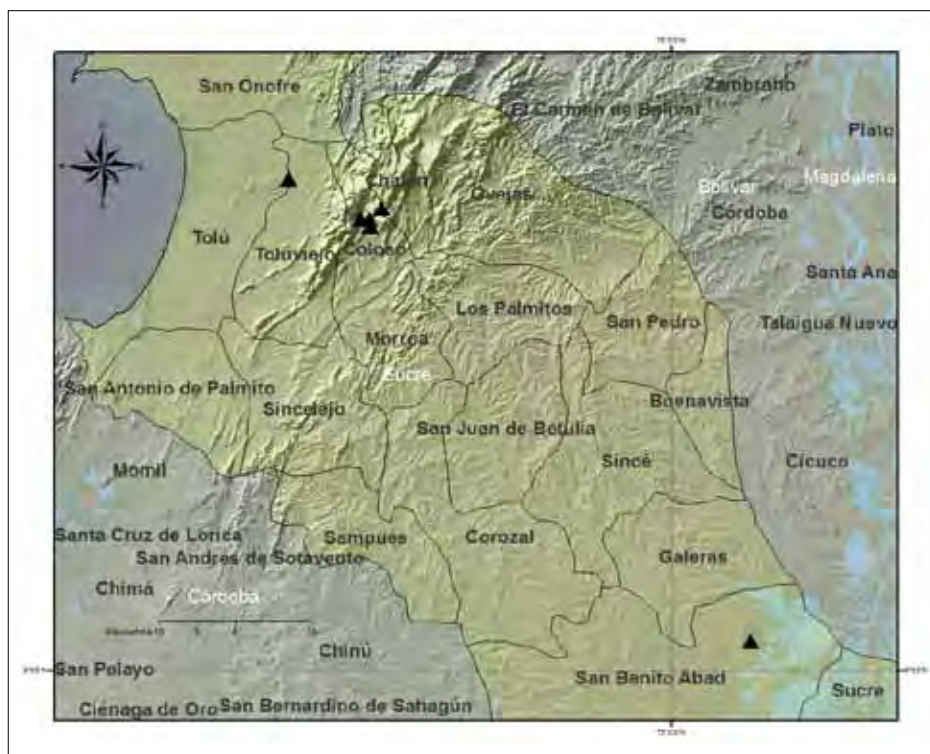 San Onofre
Zambrano
El Carmen de Bolívar
Plato
Chalán
Magdalena
Bolívar
Ovejas
Córdoba
Tolú
Toluviejo
Colosó
Santa Ana
Los Palmitos
San Pedro
Talaigua Nuevo
Morroa
Sucre
San Antonio de Palmito
Sincelejo
Buenavista
San Juan de Betulia
Sincé
Momil
Cicuco
Santa Cruz de Lorica
Sampués
Corozal
San Andrés de Sotavento
Galeras
Chimá
Córdoba
Chinú
San Pelayo
San Benito Abad
Sucre
Ciénaga de Oro
San Bernardino de Sahagún